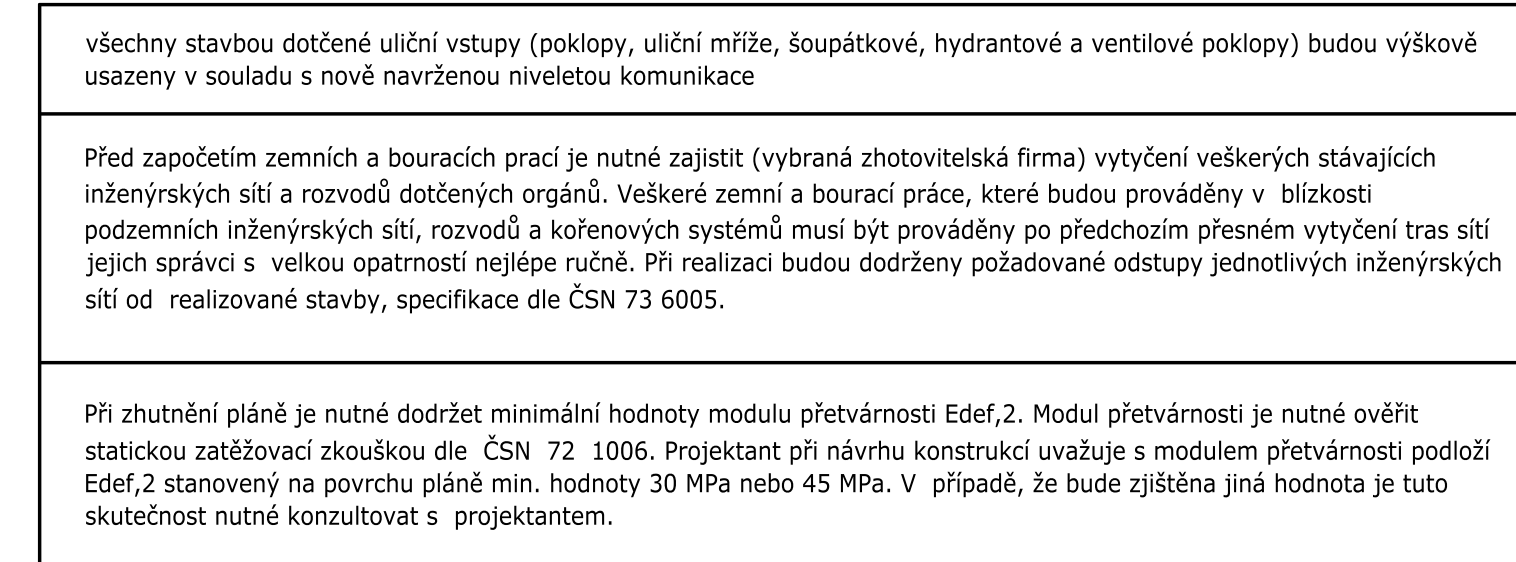 všechny stavbou dotčené uliční vstupy (poklopy, uliční mříže, šoupátkové, hydrantové a ventilové poklopy) budou výškově
usazeny v souladu s nově navrženou niveletou komunikace
Před započetím zemních a bouracích prací je nutné zajistit (vybraná zhotovitelská firma) vytyčení veškerých stávajících
inženýrských sítí a rozvodů dotčených orgánů. Veškeré zemní a bourací práce, které budou prováděny v blízkosti
podzemních inženýrských sítí, rozvodů a kořenových systémů musí být prováděny po předchozím přesném vytyčení tras sítí
jejich správci s velkou opatrností nejlépe ručně. Při realizaci budou dodrženy požadované odstupy jednotlivých inženýrských
sítí od realizované stavby, specifikace dle ČSN 73 6005.
Při zhutnění pláně je nutné dodržet minimální hodnoty modulu přetvárnosti Edef,2. Modul přetvárnosti je nutné ověřit
statickou zatěžovací zkouškou dle ČSN 72 1006. Projektant při návrhu konstrukcí uvažuje s modulem přetvárnosti podloží
Edef,2 stanovený na povrchu pláně min. hodnoty 30 MPa nebo 45 MPa. V případě, že bude zjištěna jiná hodnota je tuto
skutečnost nutné konzultovat s projektantem.